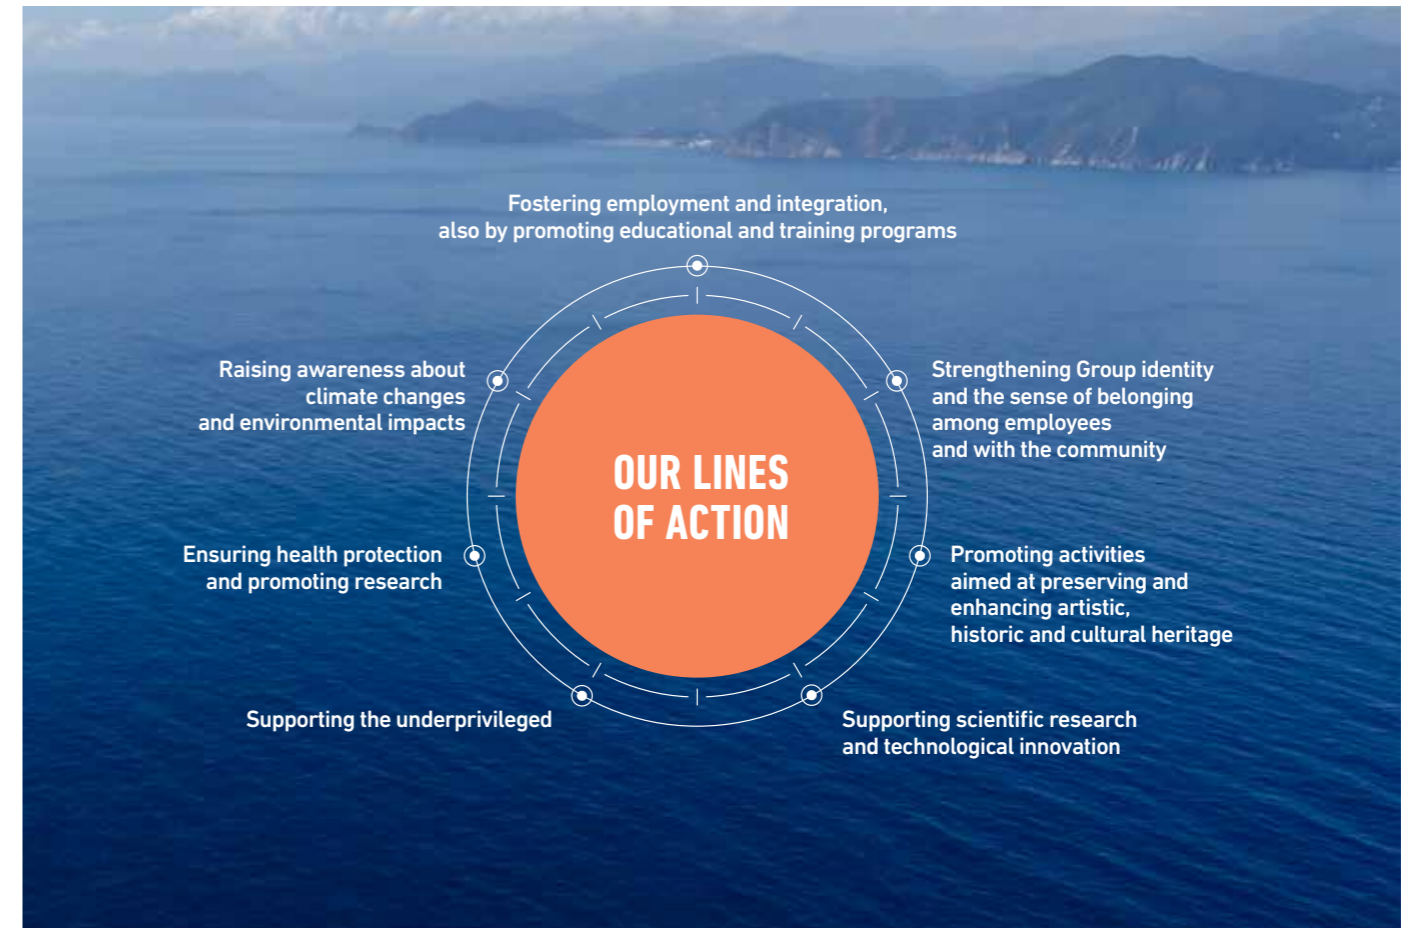 Fostering employment and integration,
also by promoting educational and training programs
Raising awareness about
climate changes
and environmental impacts
Strengthening Group identity
and the sense of belonging
among employees
and with the community
OUR LINES
OF ACTION
Ensuring health protection
and promoting research
Promoting activities
aimed at preserving and
enhancing artistic,
historic and cultural heritage
Supporting the underprivileged
Supporting scientific research
and technological innovation